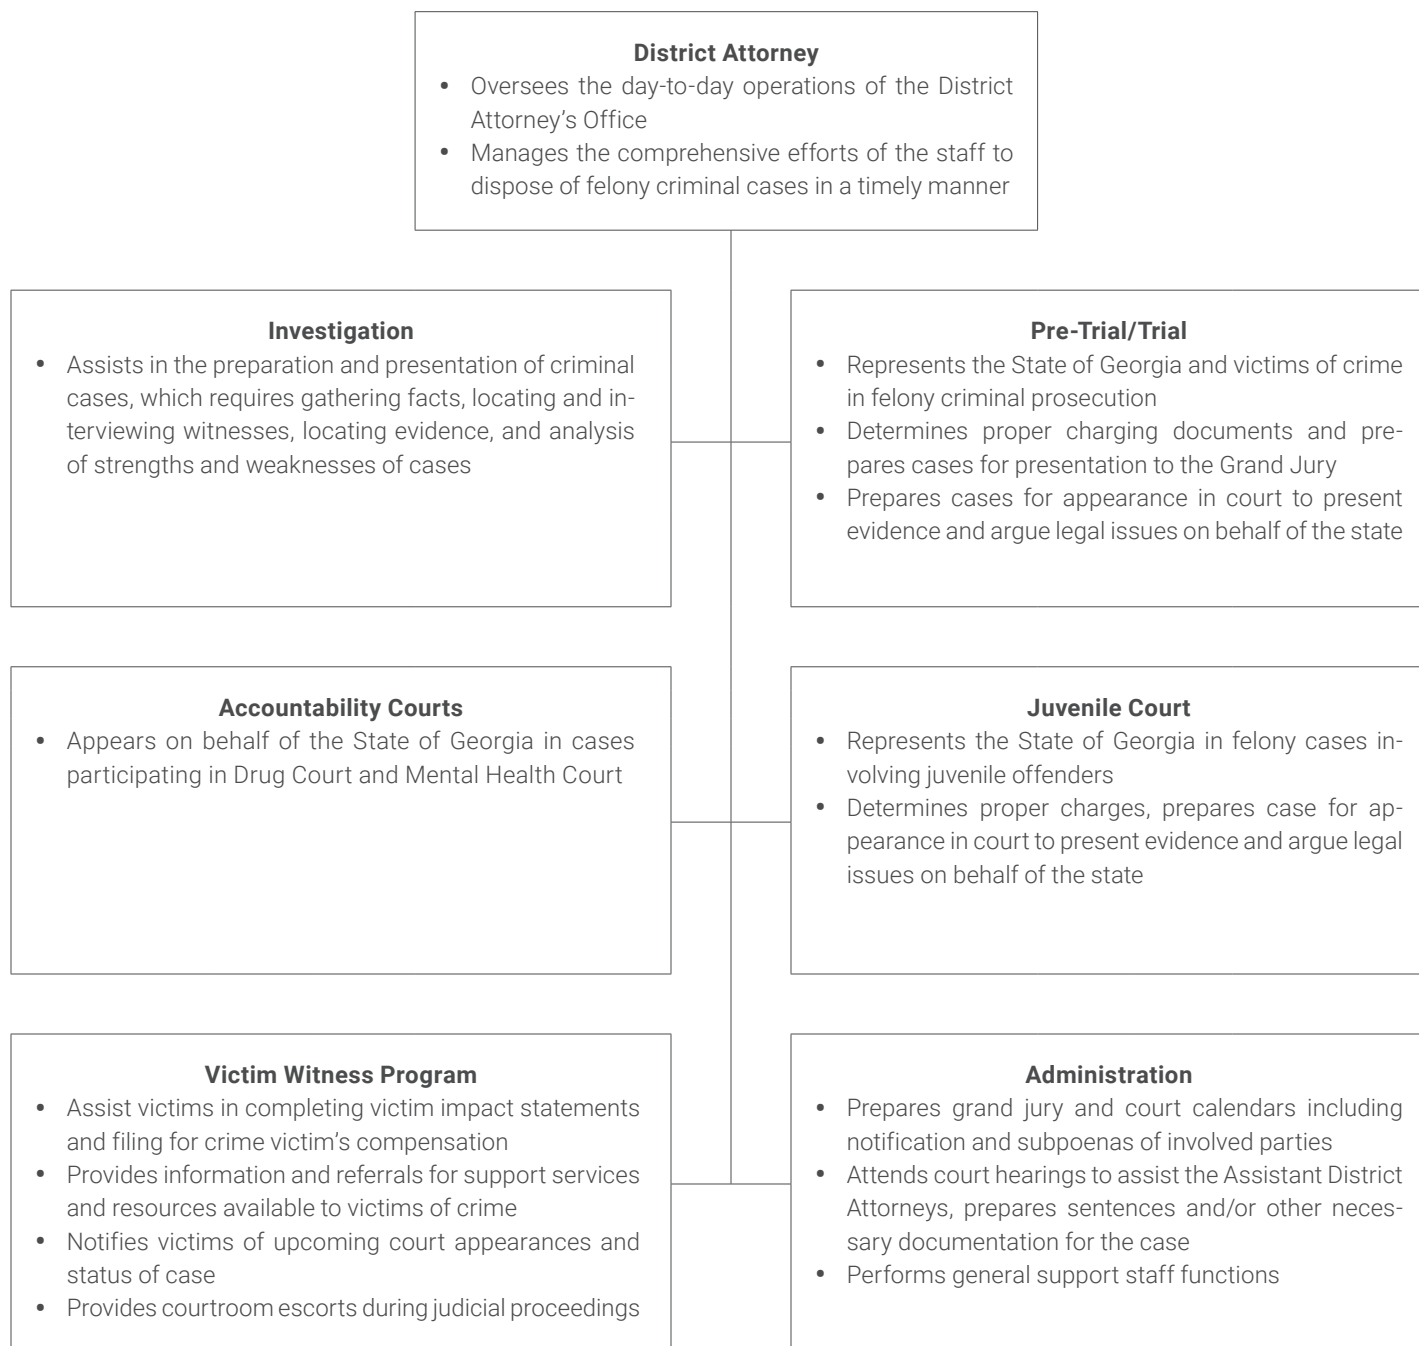 District Attorney
• Oversees the day-to-day operations of the District
Attorney’s Office
• Manages the comprehensive efforts of the staff to
dispose of felony criminal cases in a timely manner
Investigation
• Assists in the preparation and presentation of criminal
cases, which requires gathering facts, locating and in-
terviewing witnesses, locating evidence, and analysis
of strengths and weaknesses of cases
Pre-Trial/Trial
• Represents the State of Georgia and victims of crime
in felony criminal prosecution
• Determines proper charging documents and pre-
pares cases for presentation to the Grand Jury
• Prepares cases for appearance in court to present
evidence and argue legal issues on behalf of the state
Accountability Courts
• Appears on behalf of the State of Georgia in cases
participating in Drug Court and Mental Health Court
Juvenile Court
• Represents the State of Georgia in felony cases in-
volving juvenile offenders
• Determines proper charges, prepares case for ap-
pearance in court to present evidence and argue legal
issues on behalf of the state
Victim Witness Program
• Assist victims in completing victim impact statements
and filing for crime victim’s compensation
• Provides information and referrals for support services
and resources available to victims of crime
• Notifies victims of upcoming court appearances and
status of case
• Provides courtroom escorts during judicial proceedings
Administration
• Prepares grand jury and court calendars including
notification and subpoenas of involved parties
• Attends court hearings to assist the Assistant District
Attorneys, prepares sentences and/or other neces-
sary documentation for the case
• Performs general support staff functions